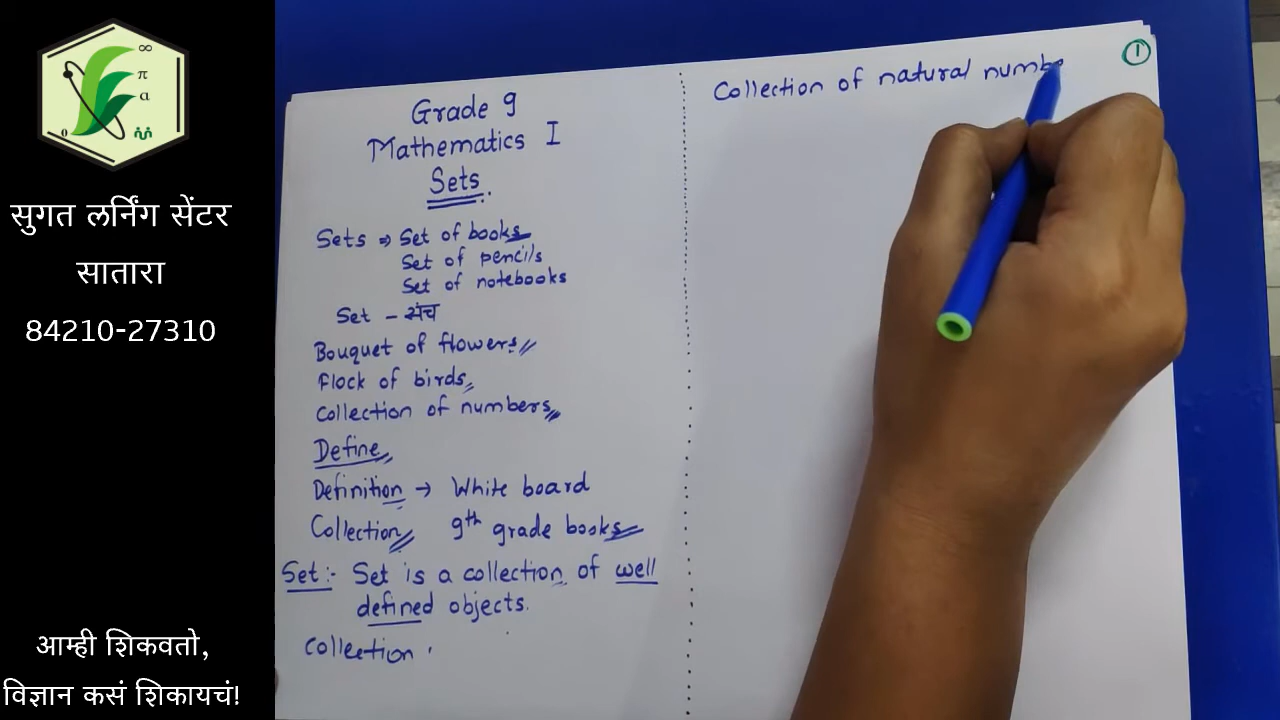 ∞
π
a
सुगत लर्निंग सेंटर
सातारा
84210-27310
आम्ही शिकवतो,
विज्ञान कसं शिकायचं!
Grade 9
Mathematics I
Sets.
Sets ⇒ Set of books
Set of pencils
Set of notebooks
Set - संच
Bouquet of flowers
Flock of birds
Collection of numbers
Define
Definition → White board
Collection 9th grade books
Set :- Set is a collection of well
defined objects.
Collection .
1
Collection of natural numbe